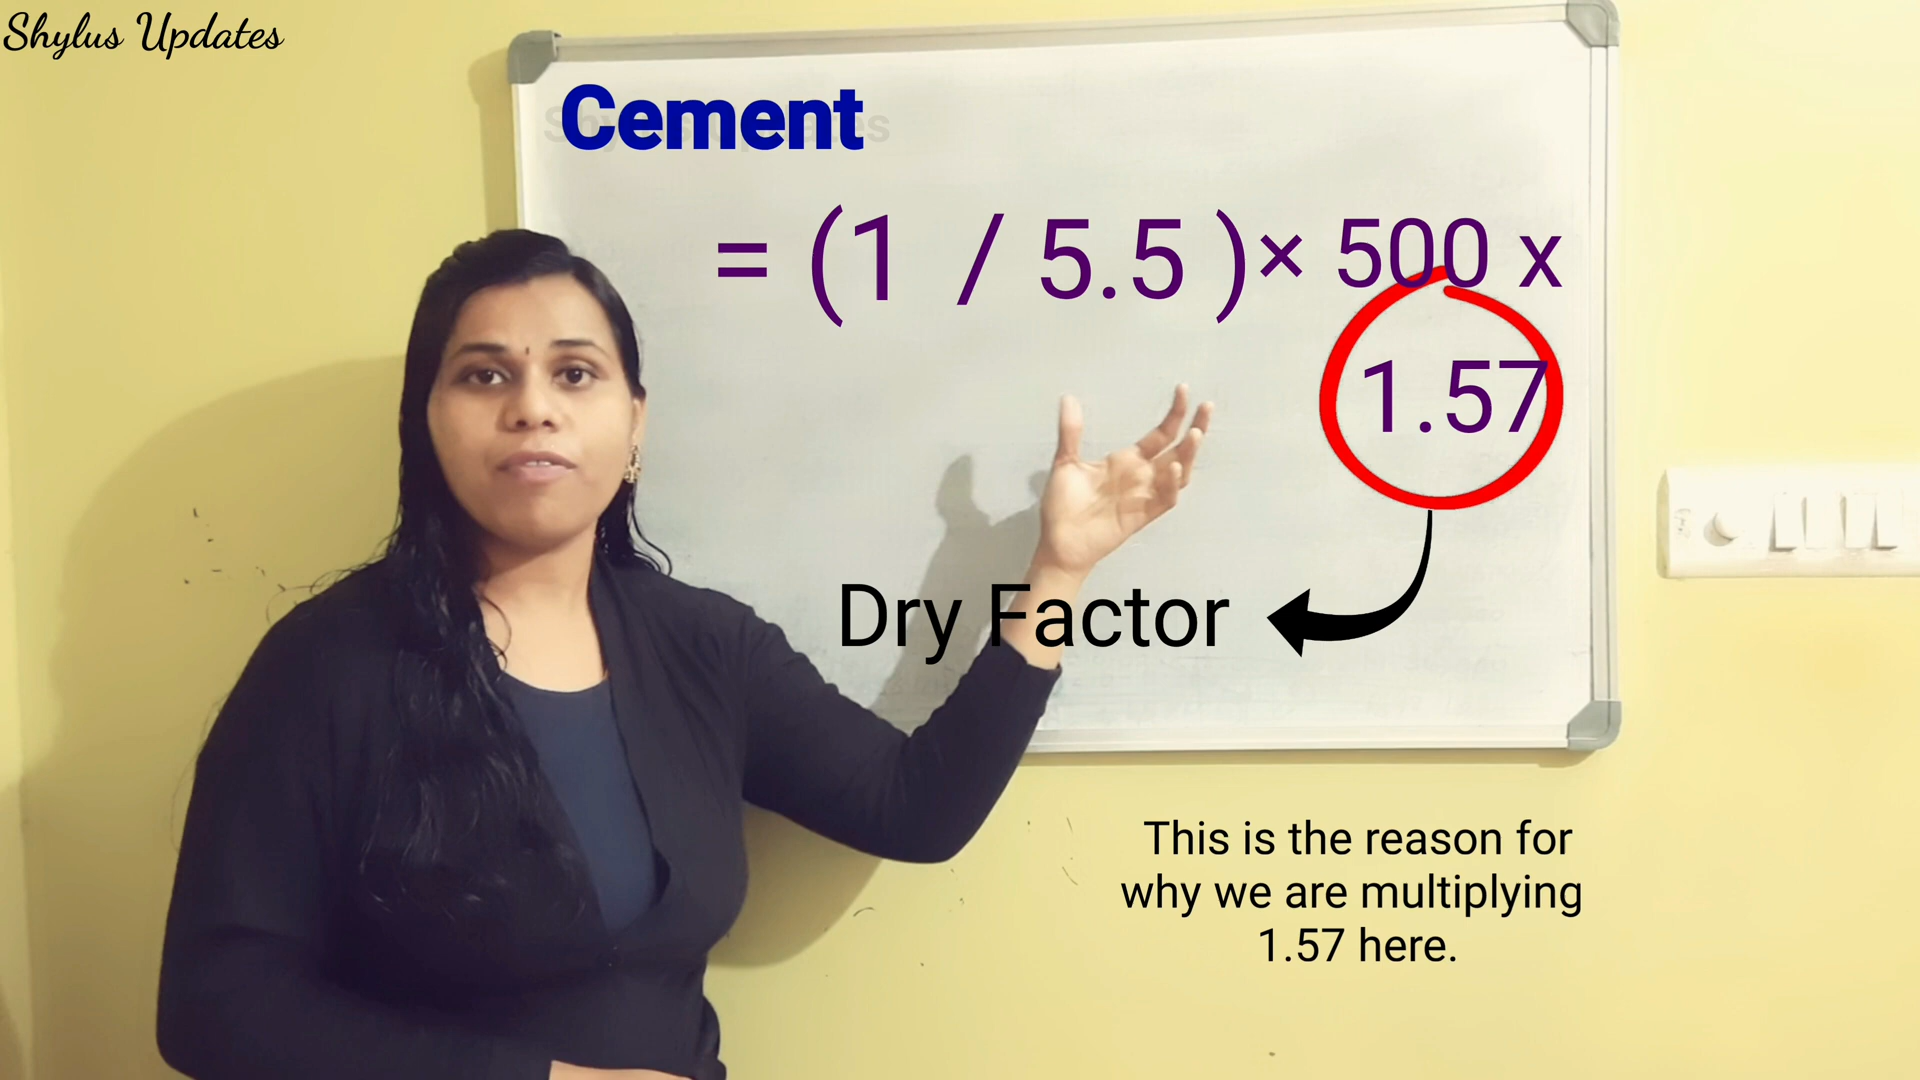 Shylus Updates
Cement
= (1 / 5.5 )× 500 x
1.57
Dry Factor
This is the reason for
why we are multiplying
1.57 here.